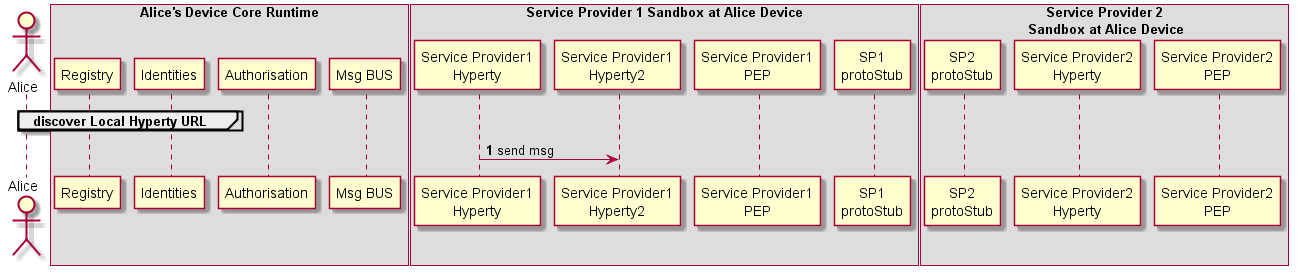 Alice's Device Core Runtime
Service Provider 1 Sandbox at Alice Device
Service Provider 2
Sandbox at Alice Device
Alice
Registry
Identities
Authorisation
Msg BUS
Service Provider1
Hyperty
Service Provider1
Hyperty2
Service Provider1
PEP
SP1
protoStub
SP2
protoStub
Service Provider2
Hyperty
Service Provider2
PEP
discover Local Hyperty URL
1 send msg
Alice
Registry
Identities
Authorisation
Msg BUS
Service Provider1
Hyperty
Service Provider1
Hyperty2
Service Provider1
PEP
SP1
protoStub
SP2
protoStub
Service Provider2
Hyperty
Service Provider2
PEP